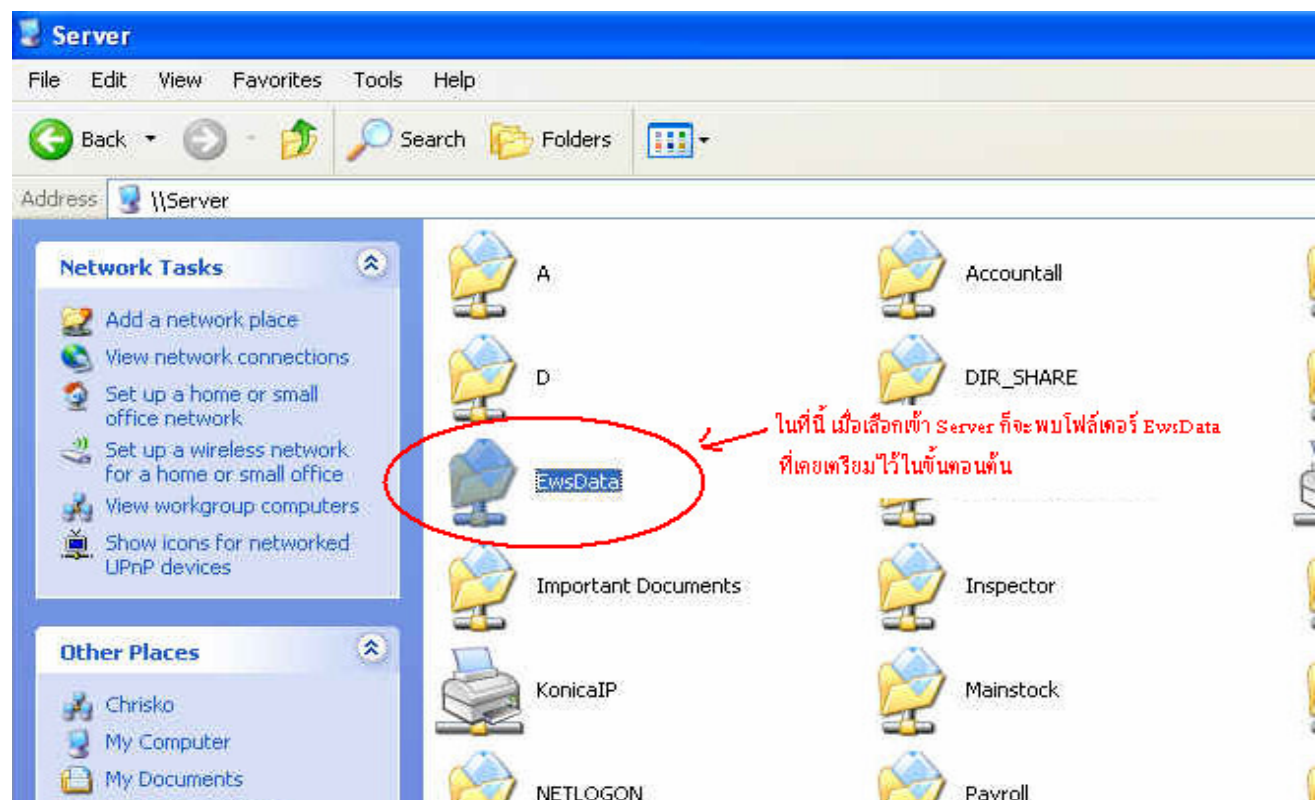 Server
File Edit View Favorites Tools Help
Back Search Folders
Address \\Server
Network Tasks
Add a network place
View network connections
Set up a home or small
office network
Set up a wireless network
for a home or small office
View workgroup computers
Show icons for networked
UPnP devices
Other Places
Chrisko
My Computer
My Documents
A Accountall
D DIR_SHARE
ในที่นี้ เมื่อเลือกเข้า Server ก็จะพบโฟล์เดอร์ EwsData
ที่เคยเตรียมไว้ในขั้นตอนต้น
EwsData
Important Documents Inspector
KonicaIP Mainstock
NETLOGON Payroll